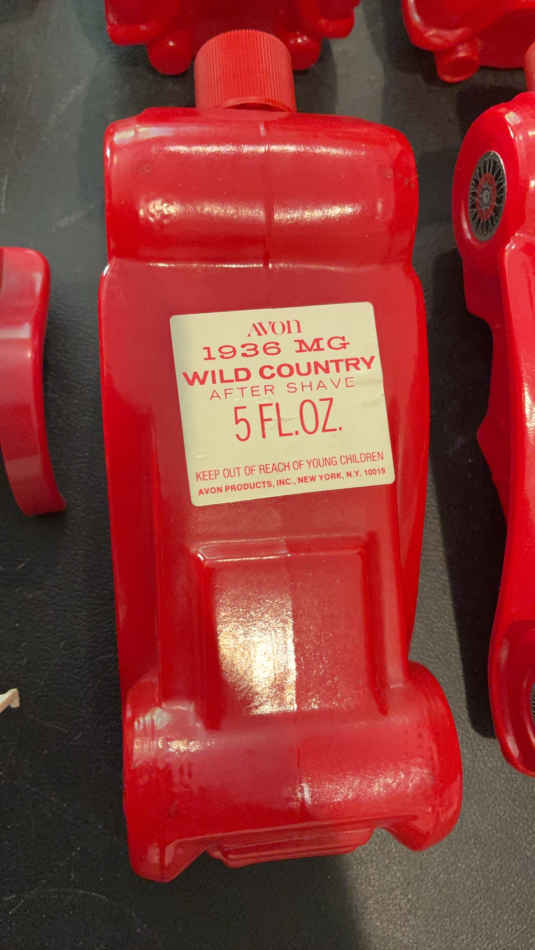 AVON
1936 MG
WILD COUNTRY
AFTER SHAVE
5 FL.OZ.
KEEP OUT OF REACH OF YOUNG CHILDREN
AVON PRODUCTS, INC., NEW YORK, N.Y. 10019